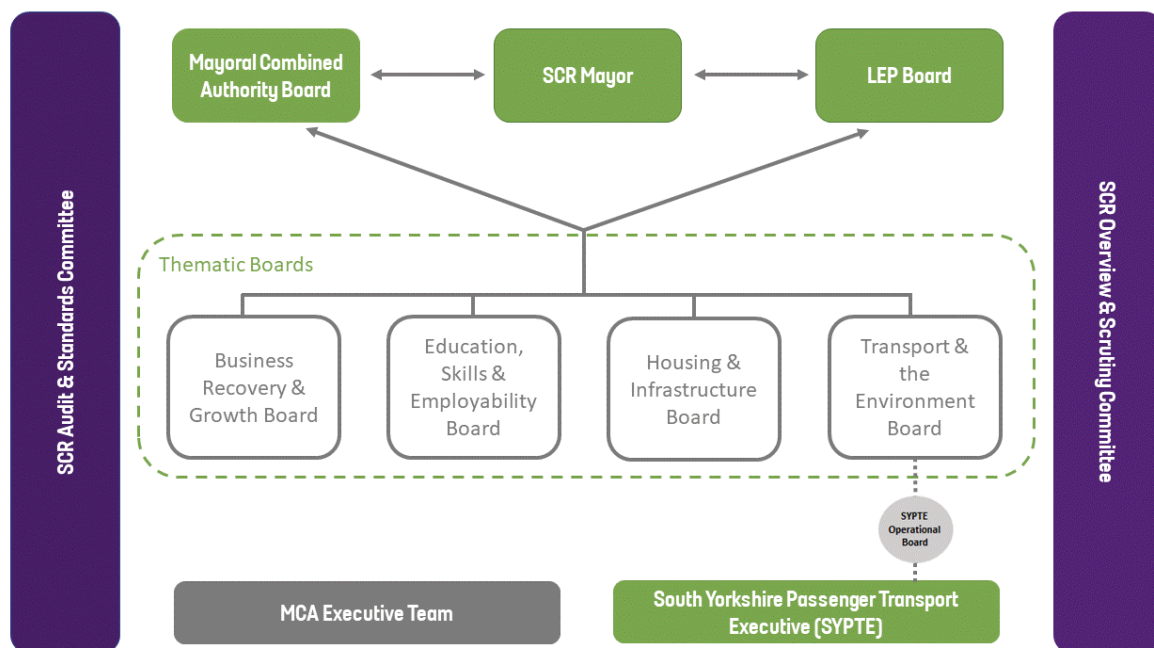 SCR Audit & Standards Committee
Mayoral Combined
Authority Board
SCR Mayor
LEP Board
Thematic Boards
Business
Recovery &
Growth Board
Education,
Skills &
Employability
Board
Housing &
Infrastructure
Board
Transport &
the
Environment
Board
SYPTE
Operational
Board
MCA Executive Team
South Yorkshire Passenger Transport
Executive (SYPTE)
SCR Overview & Scrutiny Committee